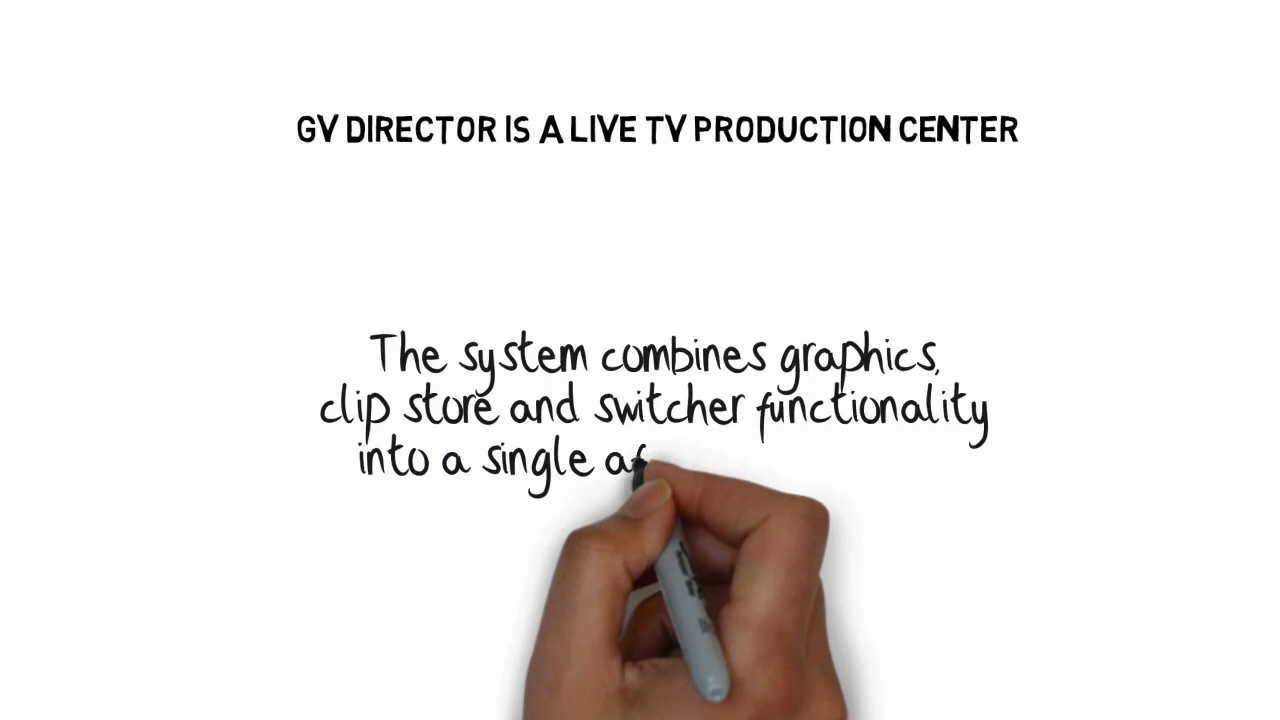 GV DIRECTOR IS A LIVE TV PRODUCTION CENTER
The system combines graphics,
clip store and switcher functionality
into a single